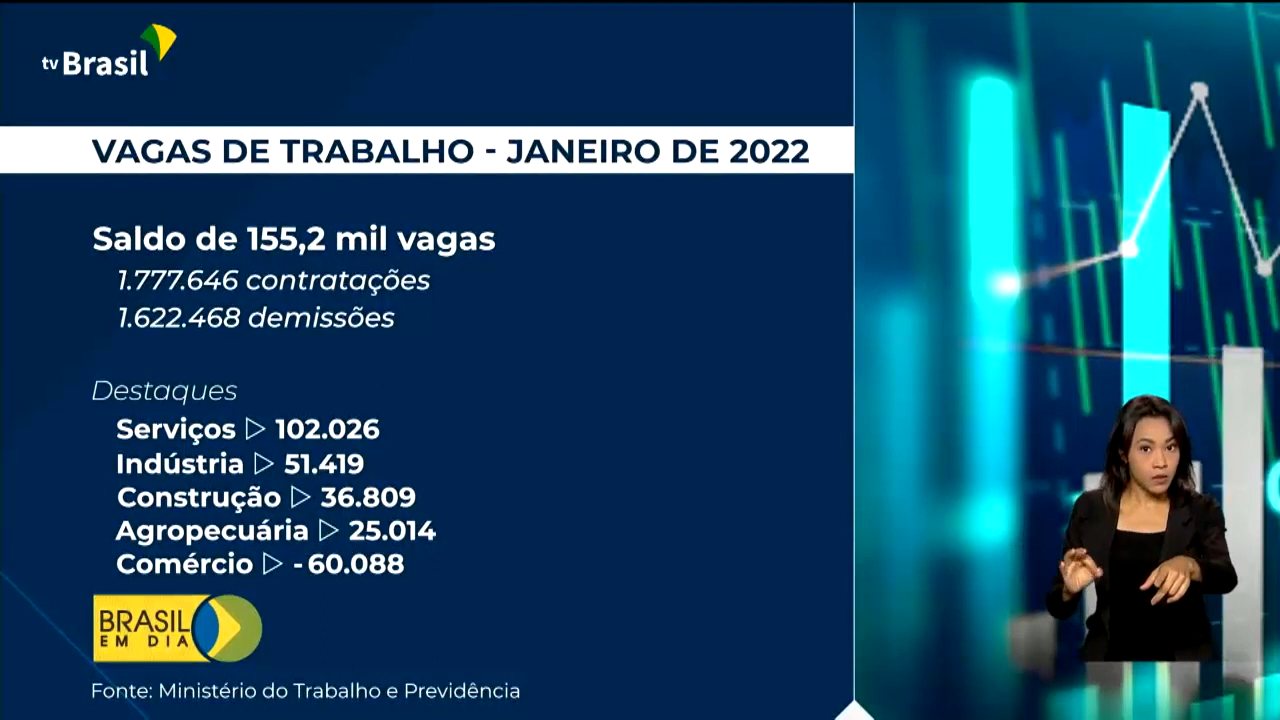 tv Brasil
VAGAS DE TRABALHO - JANEIRO DE 2022
Saldo de 155,2 mil vagas
1.777.646 contratações
1.622.468 demissões
Destaques
Serviços ▷ 102.026
Indústria ▷ 51.419
Construção ▷ 36.809
Agropecuária ▷ 25.014
Comércio ▷ - 60.088
BRASIL
EM DIA
Fonte: Ministério do Trabalho e Previdência